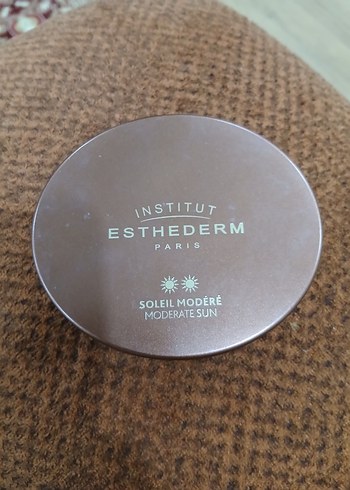 INSTITUT
ESTHEDERM
PARIS
SOLEIL MODÉRÉ
MODERATE SUN